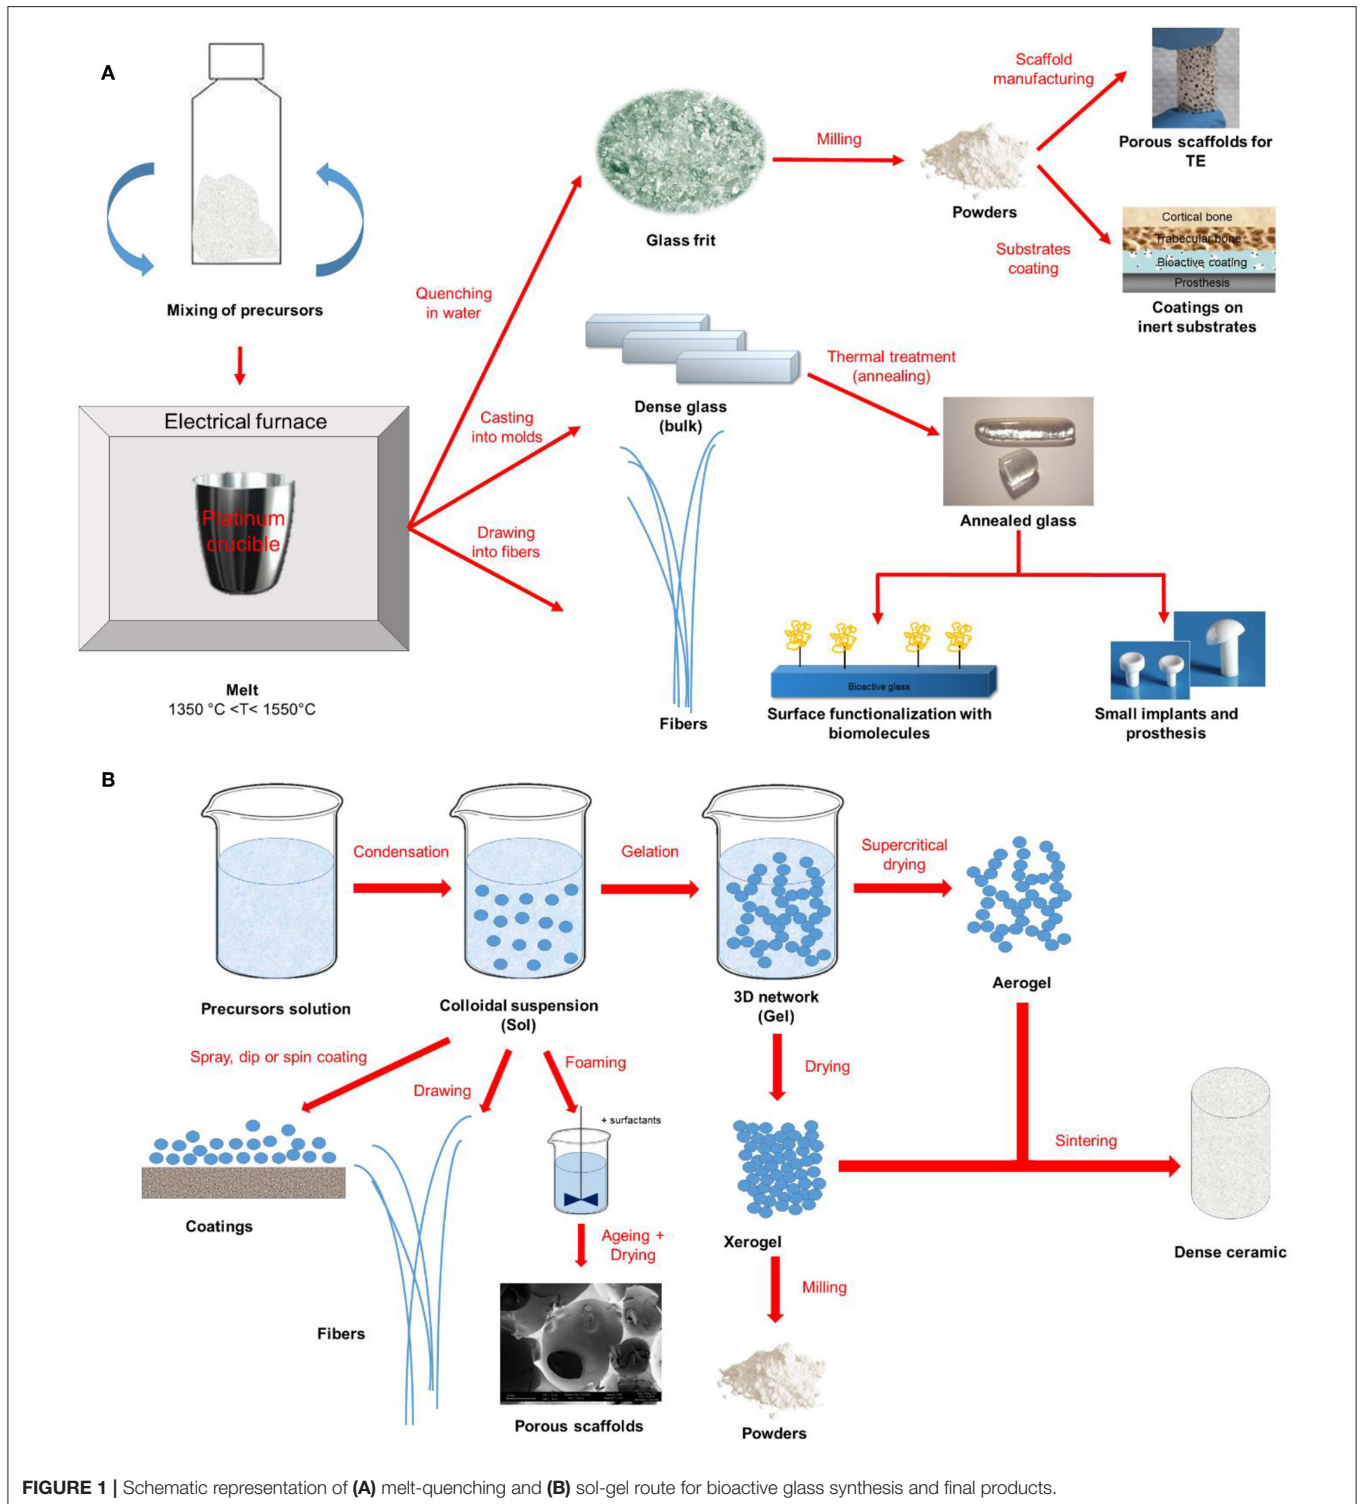 A
Mixing of precursors
Electrical furnace
Platinum
crucible
Melt
1350 °C <T< 1550°C
Quenching
in water
Casting
into molds
Drawing
into fibers
Glass frit
Milling
Powders
Scaffold
manufacturing
Porous scaffolds for
TE
Substrates
coating
Cortical bone
Trabecular bone
Bioactive coating
Prosthesis
Coatings on
inert substrates
Dense glass
(bulk)
Thermal treatment
(annealing)
Annealed glass
Fibers
Bioactive glass
Surface functionalization with
biomolecules
Small implants and
prosthesis
B
Precursors solution
Condensation
Colloidal suspension
(Sol)
Gelation
3D network
(Gel)
Supercritical
drying
Aerogel
Spray, dip or spin coating
Coatings
Drawing
Fibers
Foaming
+ surfactants
Ageing +
Drying
Porous scaffolds
Drying
Xerogel
Milling
Powders
Sintering
Dense ceramic
FIGURE 1 | Schematic representation of (A) melt-quenching and (B) sol-gel route for bioactive glass synthesis and final products.